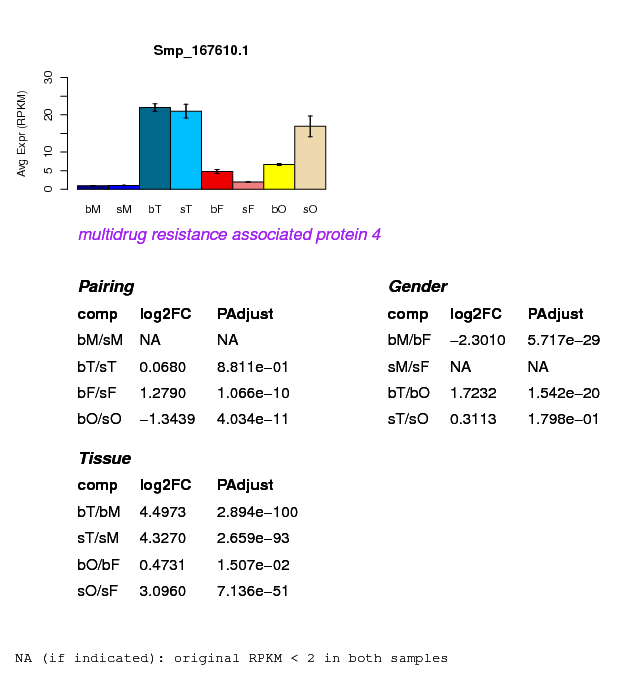 Smp_167610.1
Avg Expr (RPKM)
0 5 10 20 30
bM sM bT sT bF sF bO sO
multidrug resistance associated protein 4
Pairing
comp log2FC PAdjust
bM/sM NA NA
bT/sT 0.0680 8.811e−01
bF/sF 1.2790 1.066e−10
bO/sO −1.3439 4.034e−11
Gender
comp log2FC PAdjust
bM/bF −2.3010 5.717e−29
sM/sF NA NA
bT/bO 1.7232 1.542e−20
sT/sO 0.3113 1.798e−01
Tissue
comp log2FC PAdjust
bT/bM 4.4973 2.894e−100
sT/sM 4.3270 2.659e−93
bO/bF 0.4731 1.507e−02
sO/sF 3.0960 7.136e−51
NA (if indicated): original RPKM < 2 in both samples